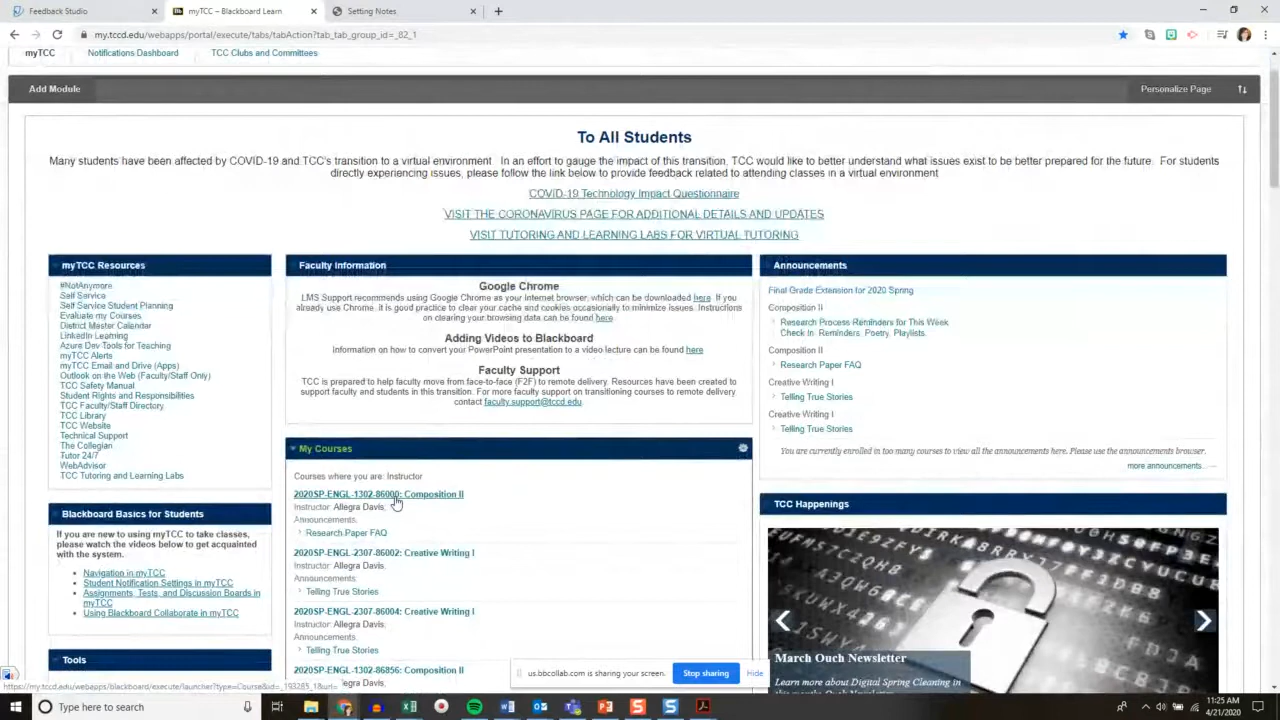 Feedback Studio
myTCC – Blackboard Learn
Setting Notes
my.tccd.edu/webapps/portal/execute/tabs/tabAction?tab_tab_group_id=_82_1
myTCC
Notifications Dashboard
TCC Clubs and Committees
Add Module
Personalize Page
To All Students
Many students have been affected by COVID-19 and TCC's transition to a virtual environment. In an effort to gauge the impact of this transition, TCC would like to better understand what issues exist to be better prepared for the future. For students
directly experiencing issues, please follow the link below to provide feedback related to attending classes in a virtual environment
COVID-19 Technology Impact Questionnaire
VISIT THE CORONAVIRUS PAGE FOR ADDITIONAL DETAILS AND UPDATES
VISIT TUTORING AND LEARNING LABS FOR VIRTUAL TUTORING
myTCC Resources
#NotAnymore
Self Service
Self Service Student Planning
Evaluate my Courses
District Master Calendar
LinkedIn Learning
Azure Dev Tools for Teaching
myTCC Alerts
myTCC Email and Drive (Apps)
Outlook on the Web (Faculty/Staff Only)
TCC Safety Manual
Student Rights and Responsibilities
TCC Faculty/Staff Directory
TCC Library
TCC Website
Technical Support
The Collegian
Tutor 24/7
WebAdvisor
TCC Tutoring and Learning Labs
Blackboard Basics for Students
If you are new to using myTCC to take classes,
please watch the videos below to get acquainted
with the system.
Navigation in myTCC
Student Notification Settings in myTCC
Assignments, Tests, and Discussion Boards in
myTCC
Using Blackboard Collaborate in myTCC
Tools
Faculty Information
Google Chrome
LMS Support recommends using Google Chrome as your Internet browser, which can be downloaded here. If you
already use Chrome, it is good practice to clear your cache and cookies occasionally to minimize issues. Instructions
on clearing your browsing data can be found here
Adding Videos to Blackboard
Information on how to convert your PowerPoint presentation to a video lecture can be found here
Faculty Support
TCC is prepared to help faculty move from face-to-face (F2F) to remote delivery. Resources have been created to
support faculty and students in this transition. For more faculty support on transitioning courses to remote delivery,
contact faculty.support@tccd.edu.
My Courses
Courses where you are: Instructor
2020SP-ENGL-1302-86000: Composition II
Instructor: Allegra Davis;
Announcements:
Research Paper FAQ
2020SP-ENGL-2307-86002: Creative Writing I
Instructor: Allegra Davis;
Announcements:
Telling True Stories
2020SP-ENGL-2307-86004: Creative Writing I
Instructor: Allegra Davis;
Announcements:
Telling True Stories
2020SP-ENGL-1302-86856: Composition II
Allegra Davis;
Announcements
Final Grade Extension for 2020 Spring
Composition II
Research Process Reminders for This Week
Check In, Reminders, Poetry, Playlists.
Composition II
Research Paper FAQ
Creative Writing I
Telling True Stories
Creative Writing I
Telling True Stories
You are currently enrolled in too many courses to view all the announcements here. Please use the announcements browser.
more announcements...
TCC Happenings
March Ouch Newsletter
Learn more about Digital Spring Cleaning in
us.bbcollab.com is sharing your screen.
Stop sharing
Hide
Type here to search
11:25 AM
4/21/2020